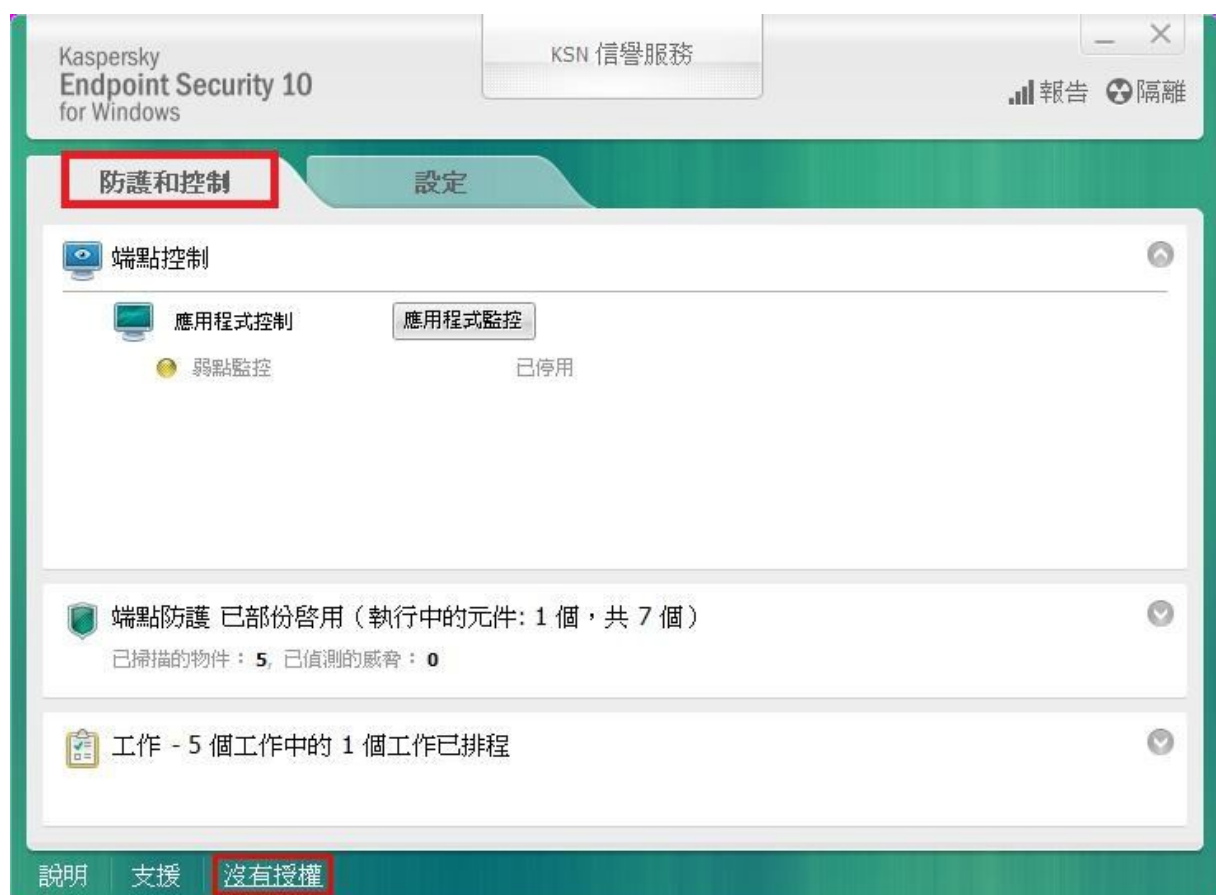 Kaspersky
Endpoint Security 10
for Windows
KSN 信譽服務
報告 隔離
防護和控制 設定
端點控制
應用程式控制 應用程式監控
弱點監控 已停用
端點防護 已部份啓用（執行中的元件: 1 個，共 7 個）
已掃描的物件：5, 已偵測的威脅：0
工作 - 5 個工作中的 1 個工作已排程
說明 支援 沒有授權